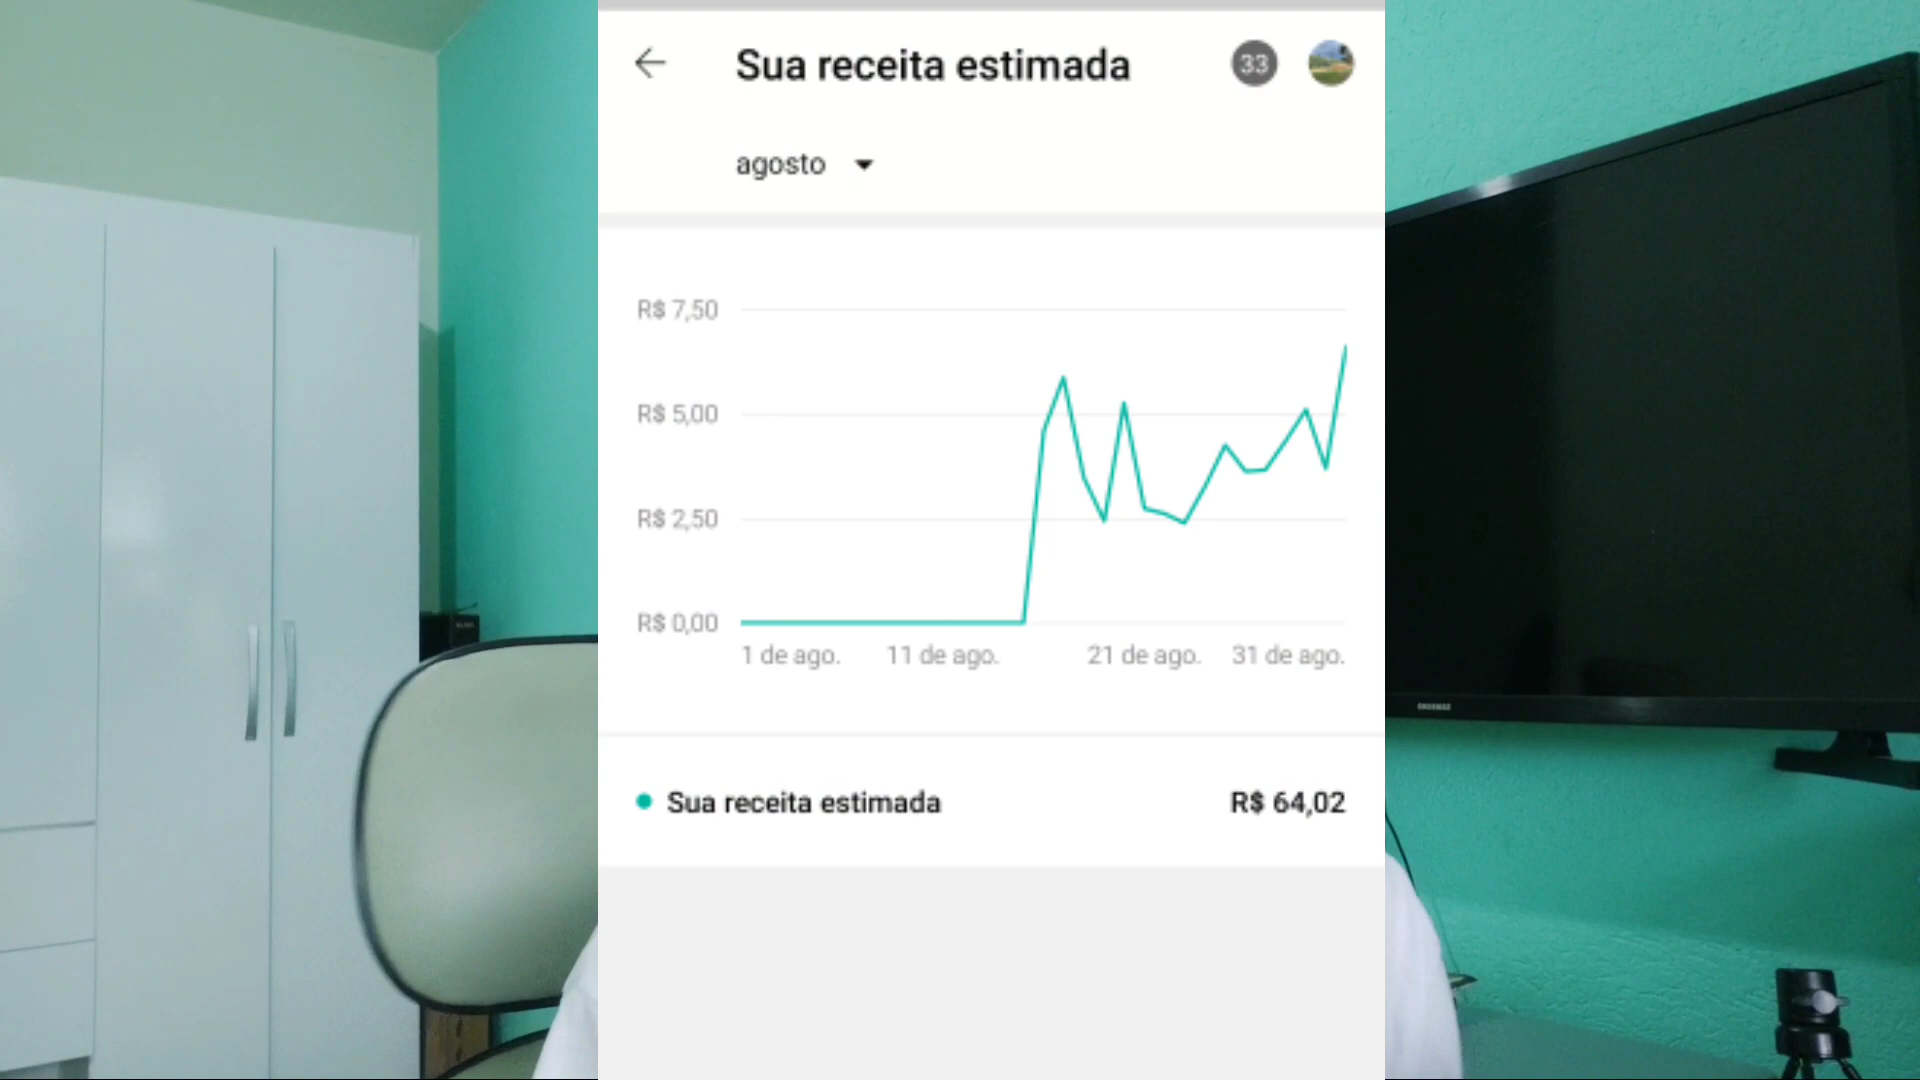 Sua receita estimada
33
agosto
R$ 7,50
R$ 5,00
R$ 2,50
R$ 0,00
1 de ago. 11 de ago. 21 de ago. 31 de ago.
Sua receita estimada R$ 64,02